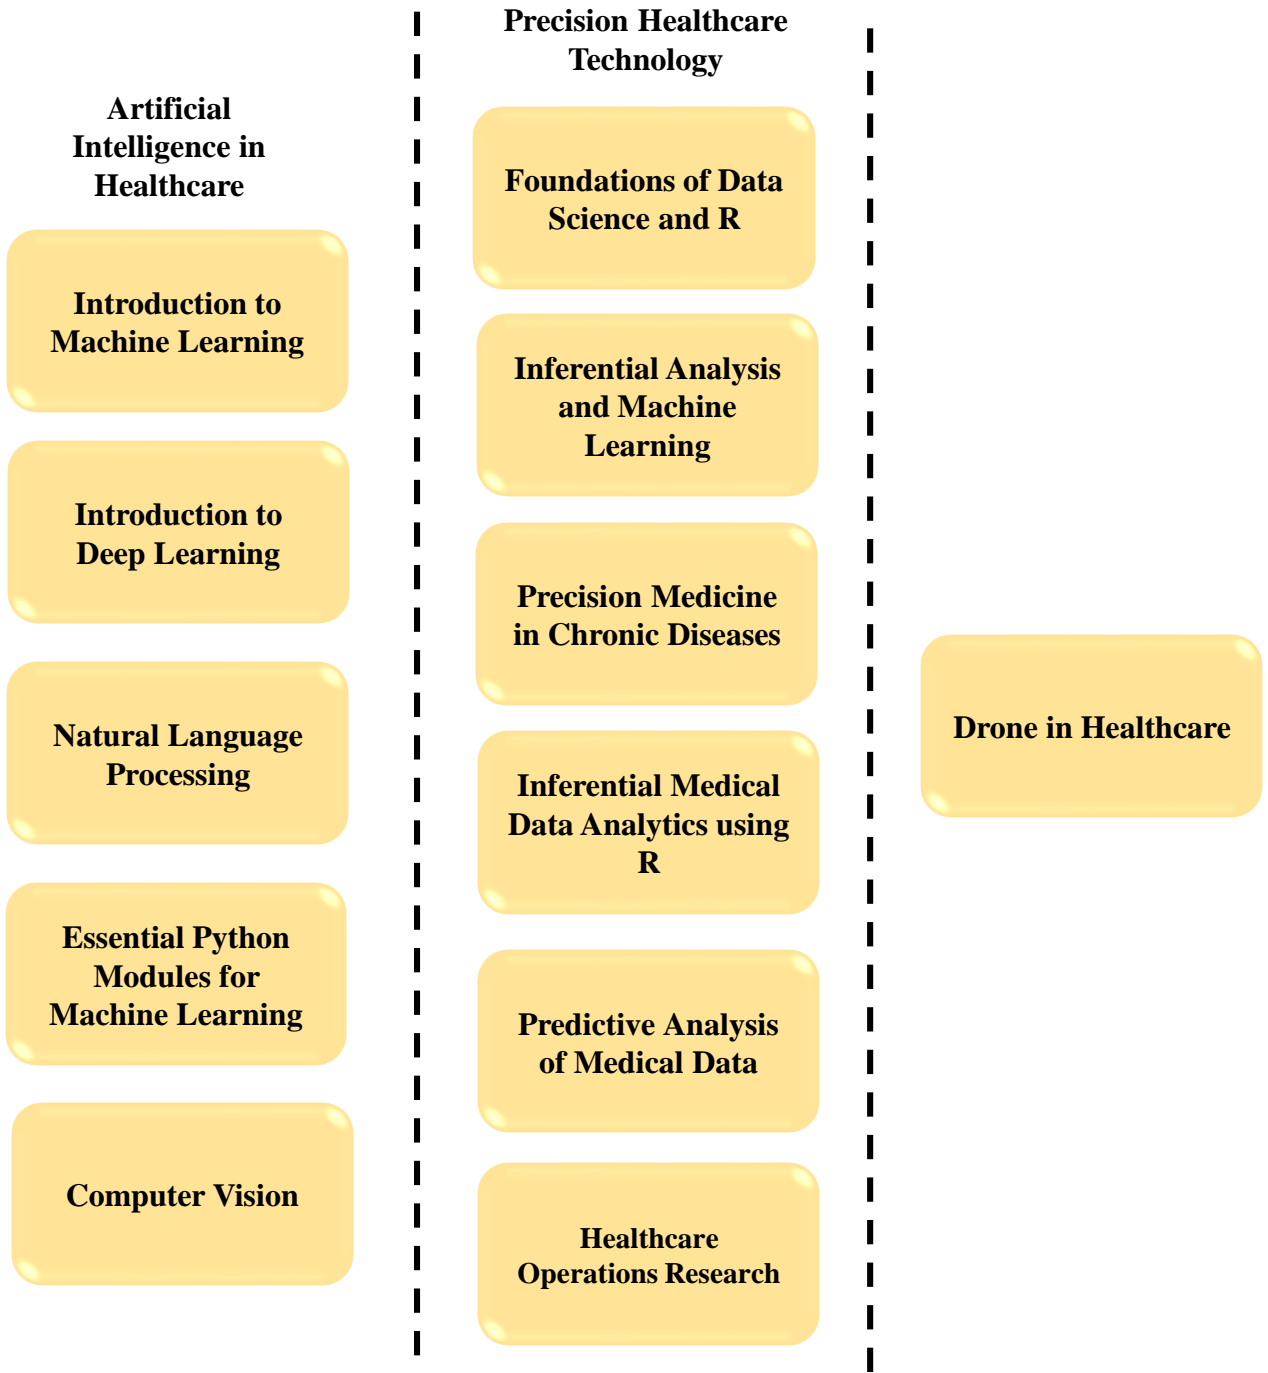 Artificial
Intelligence in
Healthcare
Introduction to
Machine Learning
Introduction to
Deep Learning
Natural Language
Processing
Essential Python
Modules for
Machine Learning
Computer Vision
Precision Healthcare
Technology
Foundations of Data
Science and R
Inferential Analysis
and Machine
Learning
Precision Medicine
in Chronic Diseases
Inferential Medical
Data Analytics using
R
Predictive Analysis
of Medical Data
Healthcare
Operations Research
Drone in Healthcare